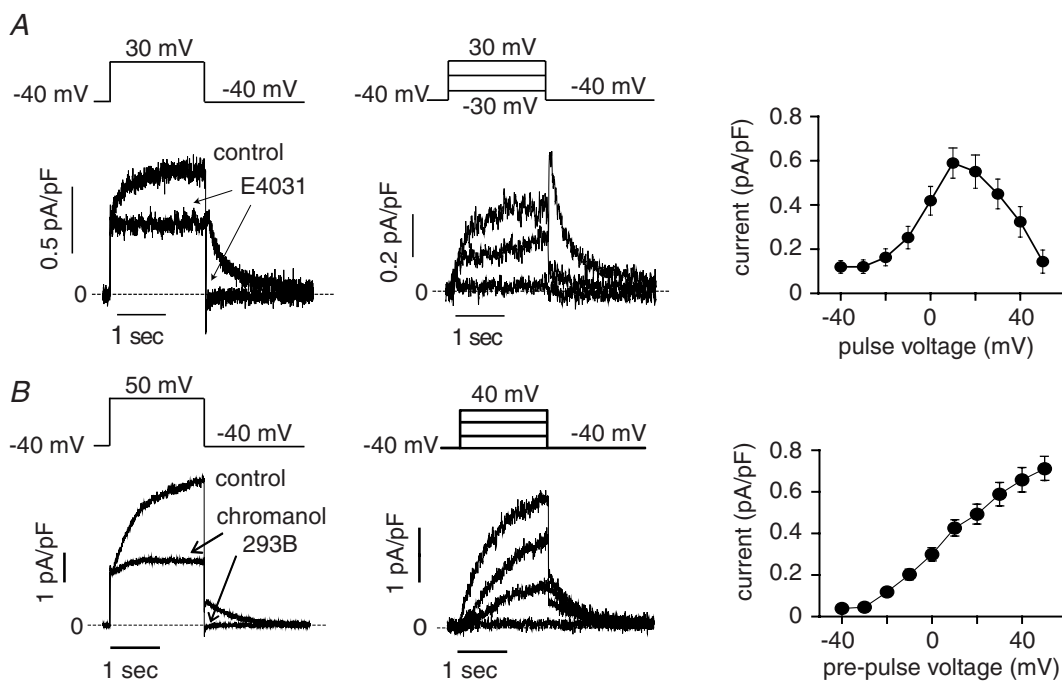 A
30 mV
-40 mV
-40 mV
control
E4031
0.5 pA/pF
0
1 sec
30 mV
-40 mV
-40 mV
-30 mV
0.2 pA/pF
0
1 sec
current (pA/pF)
0.8
0.6
0.4
0.2
0
-40 0 40
pulse voltage (mV)
B
50 mV
-40 mV
-40 mV
control
chromanol
293B
1 pA/pF
0
1 sec
40 mV
-40 mV
-40 mV
1 pA/pF
0
1 sec
current (pA/pF)
0.8
0.6
0.4
0.2
0
-40 0 40
pre-pulse voltage (mV)